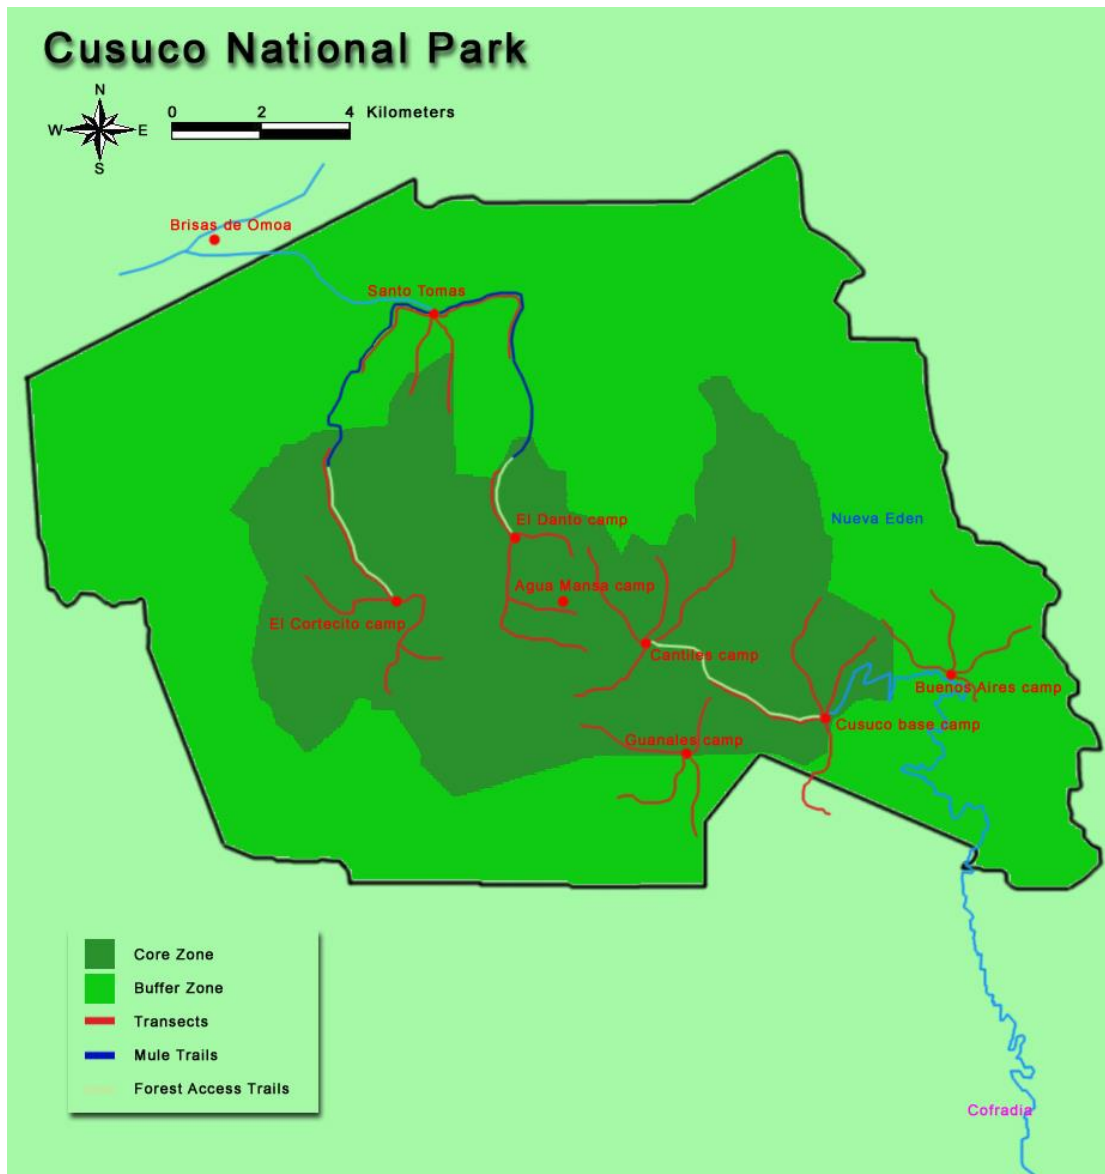 Cusuco National Park
N
0 2 4 Kilometers
W E
S
Brisas de Omoa
Santo Tomas
Nueva Eden
El Danto camp
Agua Mansa camp
El Cortecito camp
Cantiles camp
Buenos Aires camp
Cusuco base camp
Guanales camp
Core Zone
Buffer Zone
Transects
Mule Trails
Forest Access Trails
Cofradia